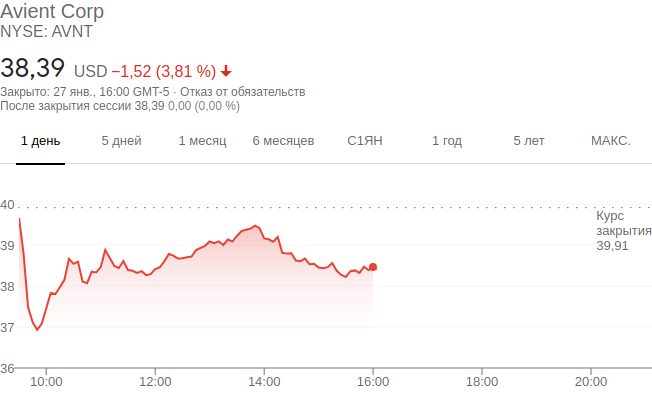 Avient Corp
NYSE: AVNT
38,39 USD −1,52 (3,81 %)
Закрыто: 27 янв., 16:00 GMT-5 · Отказ от обязательств
После закрытия сессии 38,39 0,00 (0,00 %)
1 день 5 дней 1 месяц 6 месяцев С1ЯН 1 год 5 лет МАКС.
40
Курс
закрытия
39,91
39
38
37
36
10:00 12:00 14:00 16:00 18:00 20:00